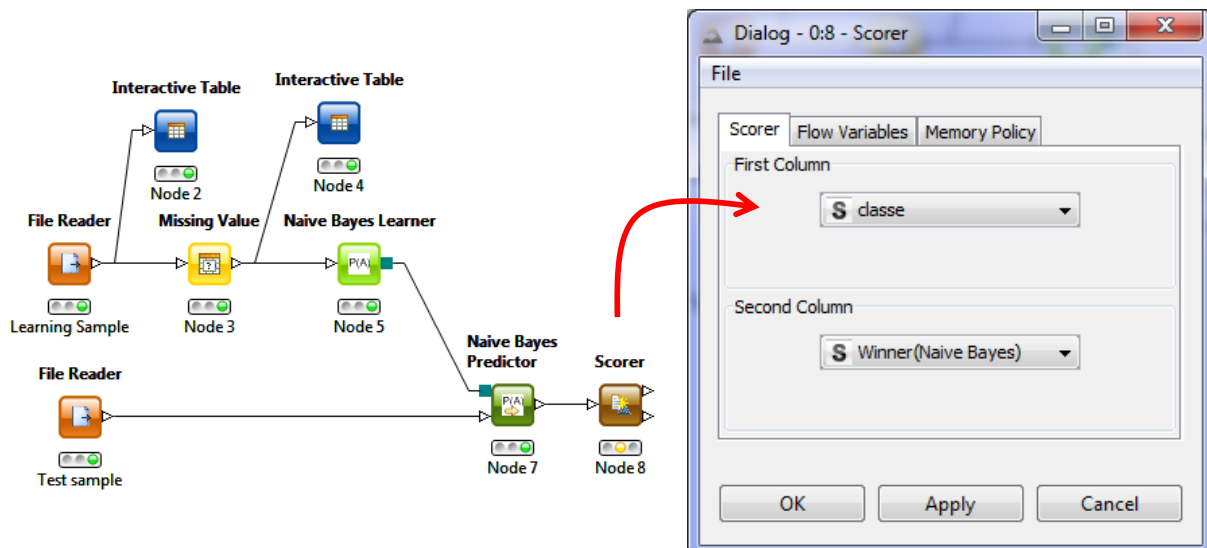 Interactive Table
Interactive Table
Node 2
Node 4
File Reader
Missing Value
Naive Bayes Learner
?
P(A)
Learning Sample
Node 3
Node 5
File Reader
Naive Bayes
Predictor
Scorer
P(A)
Test sample
Node 7
Node 8
Dialog - 0:8 - Scorer
File
Scorer
Flow Variables
Memory Policy
First Column
S classe
Second Column
S Winner(Naive Bayes)
OK
Apply
Cancel